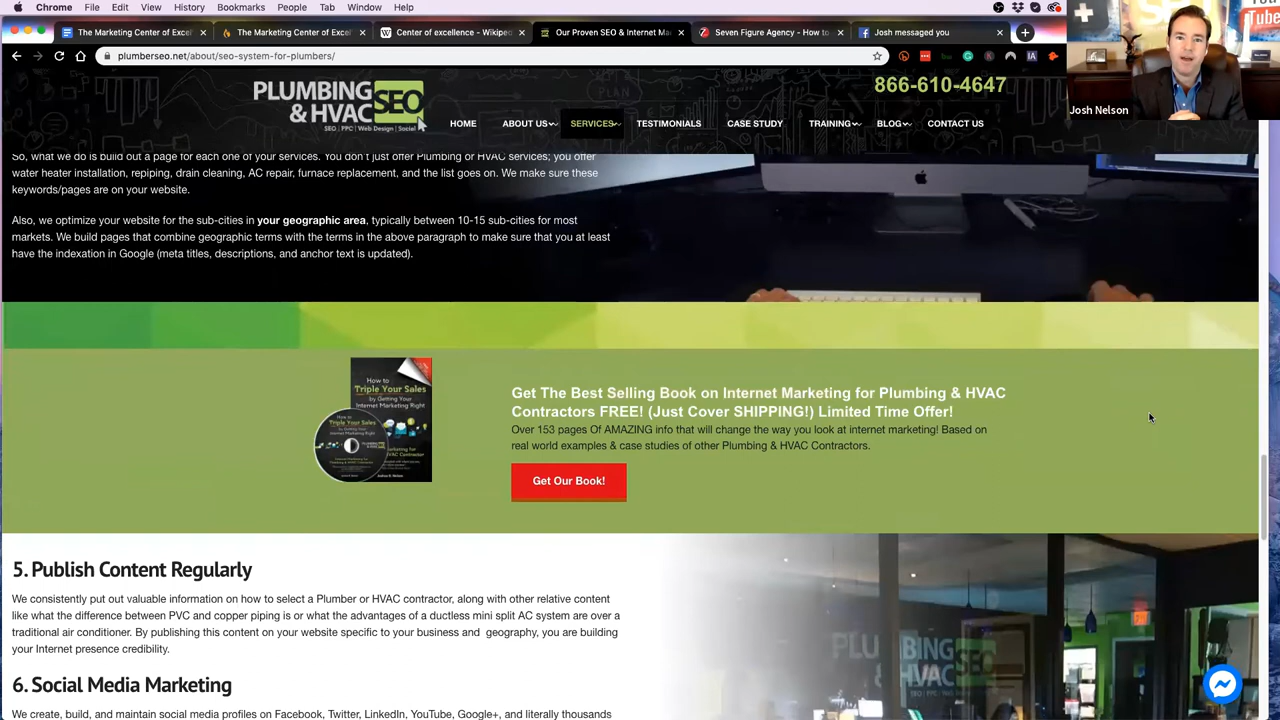 Chrome File Edit View History Bookmarks People Tab Window Help
The Marketing Center of Excel × The Marketing Center of Excel × Center of excellence - Wikiped × Our Proven SEO & Internet Ma × Seven Figure Agency - How to × Josh messaged you ×
plumberseo.net/about/seo-system-for-plumbers/
Josh Nelson
PLUMBING
& HVAC SEO
SEO | PPC | Web Design | Social
866-610-4647
HOME ABOUT US SERVICES TESTIMONIALS CASE STUDY TRAINING BLOG CONTACT US
So, what we do is build out a page for each one of your services. You don't just offer Plumbing or HVAC services; you offer
water heater installation, repiping, drain cleaning, AC repair, furnace replacement, and the list goes on. We make sure these
keywords/pages are on your website.
Also, we optimize your website for the sub-cities in your geographic area, typically between 10-15 sub-cities for most
markets. We build pages that combine geographic terms with the terms in the above paragraph to make sure that you at least
have the indexation in Google (meta titles, descriptions, and anchor text is updated).
How to
Triple Your Sales
by Getting Your
Internet Marketing Right
Get The Best Selling Book on Internet Marketing for Plumbing & HVAC
Contractors FREE! (Just Cover SHIPPING!) Limited Time Offer!
Over 153 pages Of AMAZING info that will change the way you look at internet marketing! Based on
real world examples & case studies of other Plumbing & HVAC Contractors.
Get Our Book!
5. Publish Content Regularly
We consistently put out valuable information on how to select a Plumber or HVAC contractor, along with other relative content
like what the difference between PVC and copper piping is or what the advantages of a ductless mini split AC system are over a
traditional air conditioner. By publishing this content on your website specific to your business and geography, you are building
your Internet presence credibility.
PLUMBING
& HVAC SEO
6. Social Media Marketing
We create, build, and maintain social media profiles on Facebook, Twitter, LinkedIn, YouTube, Google+, and literally thousands